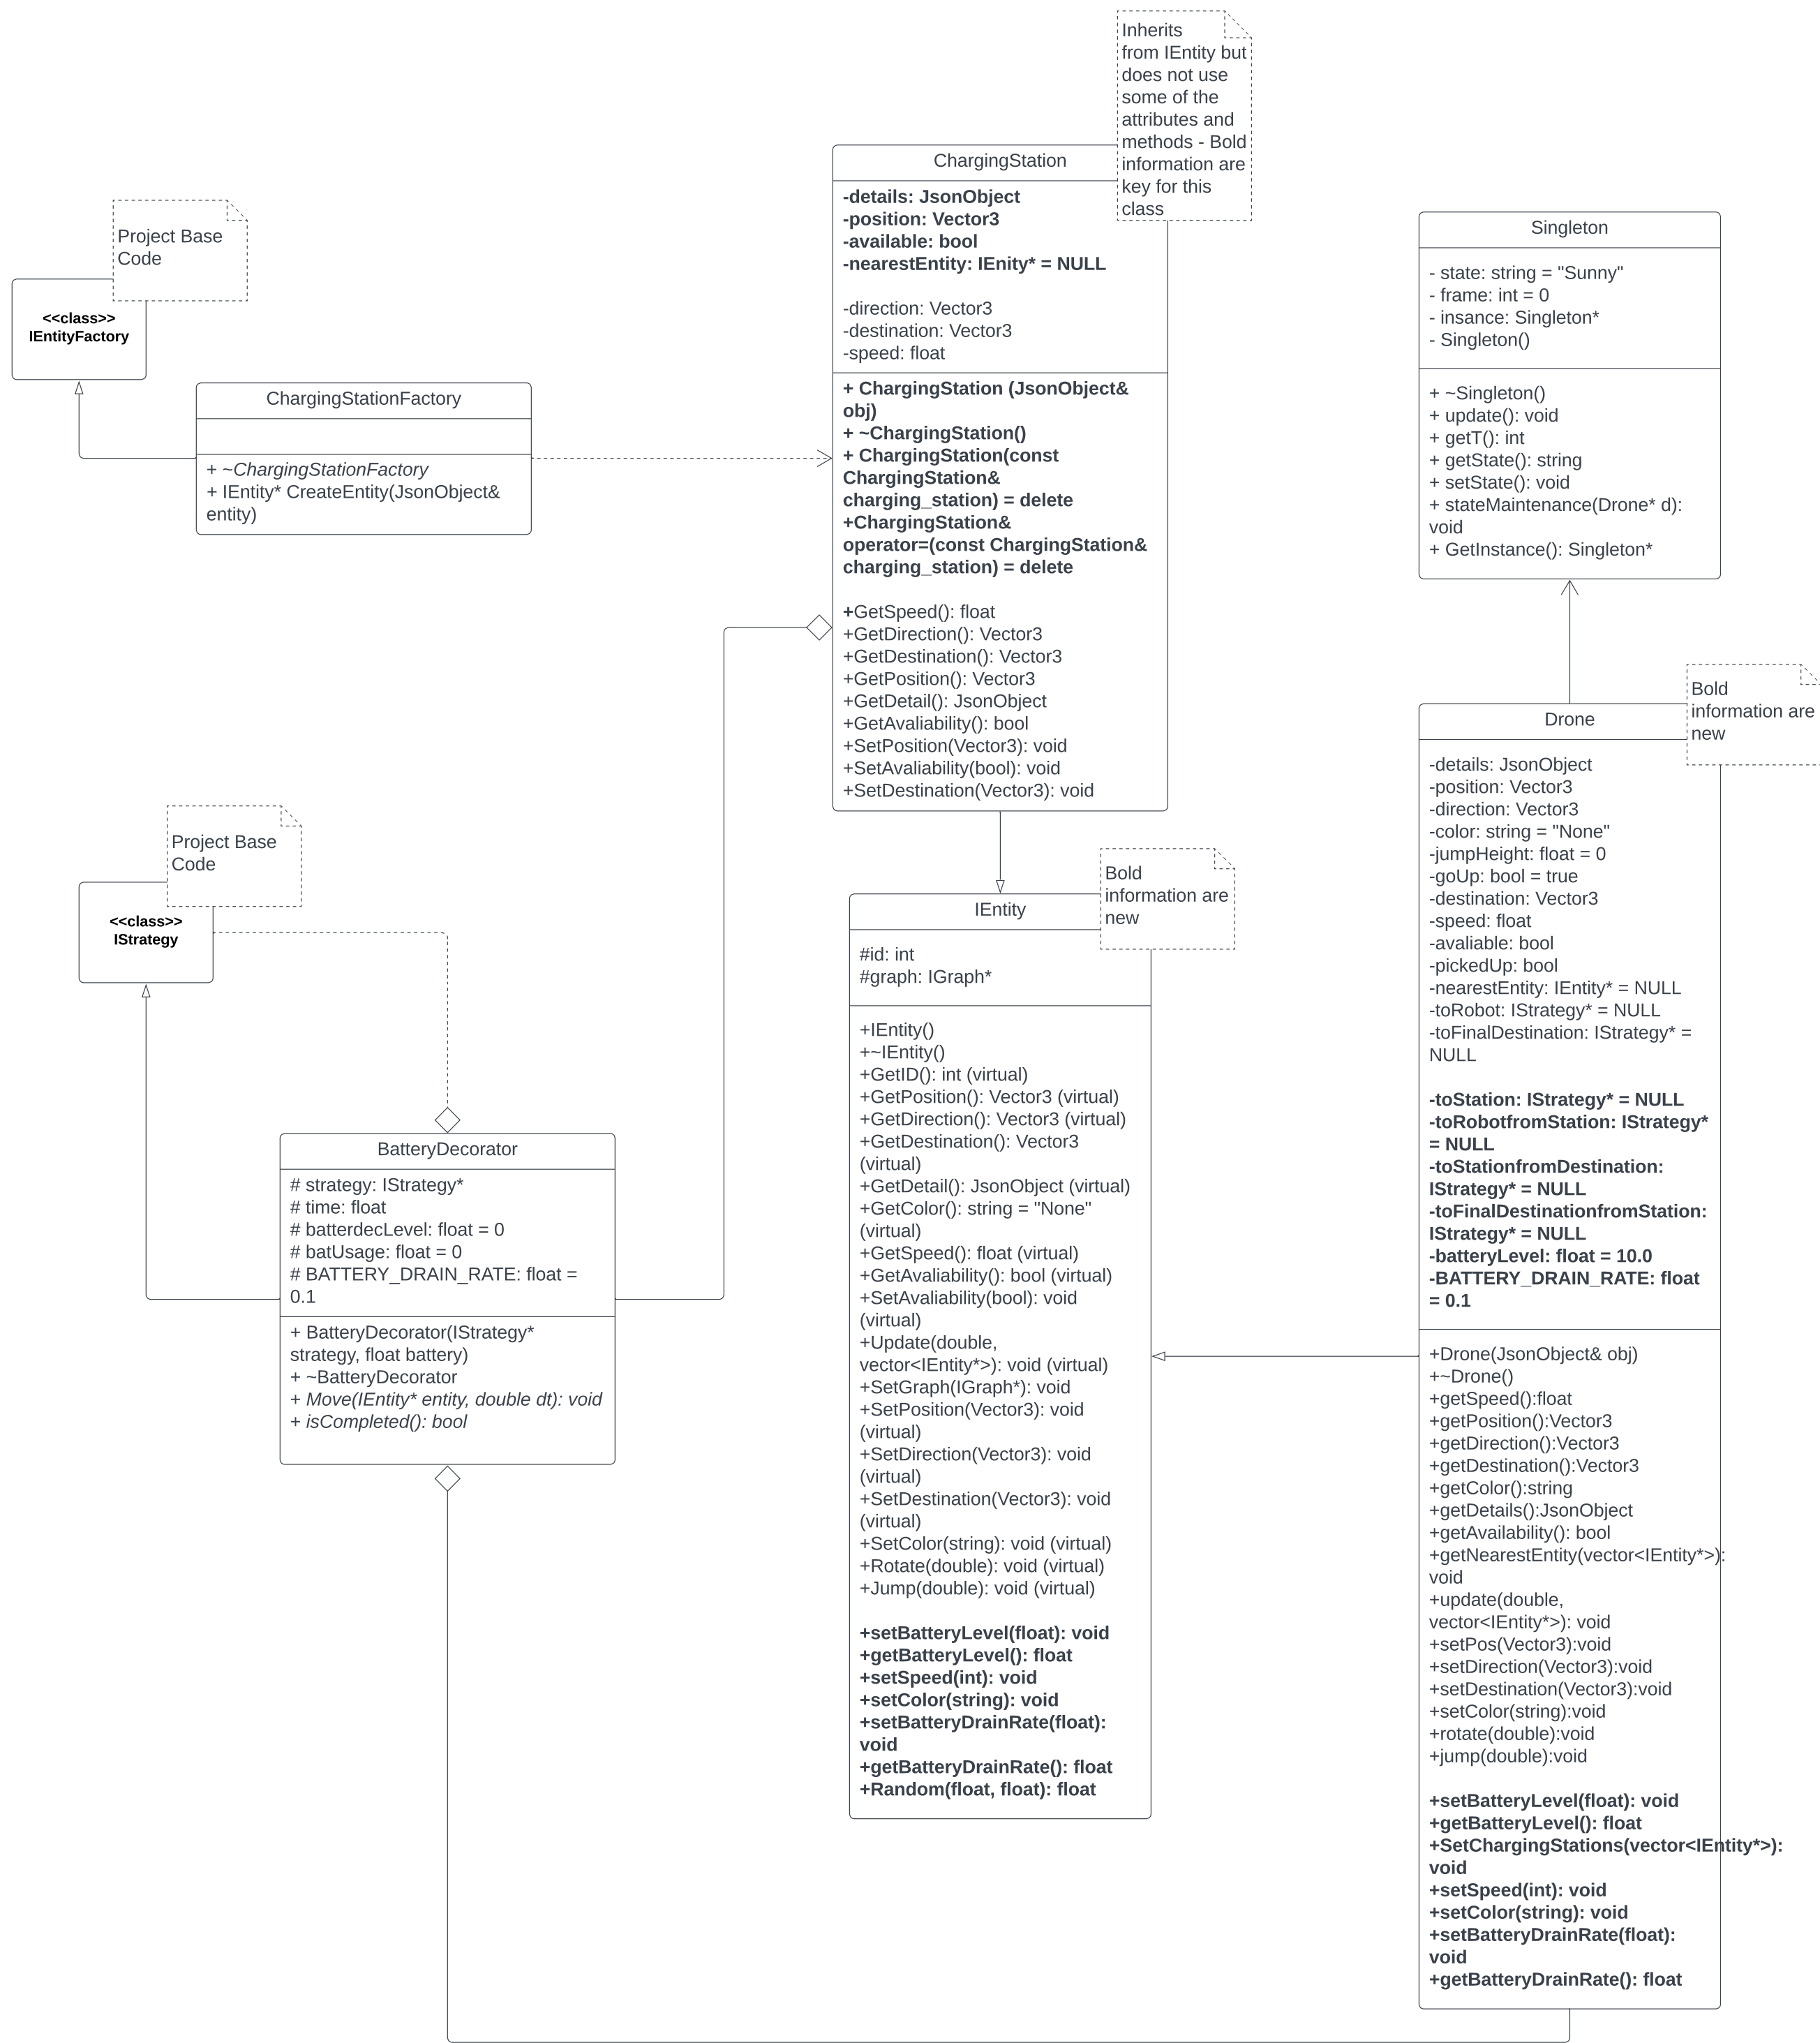 Inherits
from IEntity but
does not use
some of the
attributes and
methods - Bold
information are
key for this
class
ChargingStation
-details: JsonObject
-position: Vector3
-available: bool
-nearestEntity: IEnity* = NULL
-direction: Vector3
-destination: Vector3
-speed: float
+ ChargingStation (JsonObject&
obj)
+ ~ChargingStation()
+ ChargingStation(const
ChargingStation&
charging_station) = delete
+ChargingStation&
operator=(const ChargingStation&
charging_station) = delete
+GetSpeed(): float
+GetDirection(): Vector3
+GetDestination(): Vector3
+GetPosition(): Vector3
+GetDetail(): JsonObject
+GetAvaliability(): bool
+SetPosition(Vector3): void
+SetAvaliability(bool): void
+SetDestination(Vector3): void
Project Base
Code
<<class>>
IEntityFactory
ChargingStationFactory
+ ~ChargingStationFactory
+ IEntity* CreateEntity(JsonObject&
entity)
Singleton
- state: string = "Sunny"
- frame: int = 0
- insance: Singleton*
- Singleton()
+ ~Singleton()
+ update(): void
+ getT(): int
+ getState(): string
+ setState(): void
+ stateMaintenance(Drone* d):
void
+ GetInstance(): Singleton*
Project Base
Code
<<class>>
IStrategy
BatteryDecorator
# strategy: IStrategy*
# time: float
# batterdecLevel: float = 0
# batUsage: float = 0
# BATTERY_DRAIN_RATE: float =
0.1
+ BatteryDecorator(IStrategy*
strategy, float battery)
+ ~BatteryDecorator
+ Move(IEntity* entity, double dt): void
+ isCompleted(): bool
Bold
information are
new
IEntity
#id: int
#graph: IGraph*
+IEntity()
+~IEntity()
+GetID(): int (virtual)
+GetPosition(): Vector3 (virtual)
+GetDirection(): Vector3 (virtual)
+GetDestination(): Vector3
(virtual)
+GetDetail(): JsonObject (virtual)
+GetColor(): string = "None"
(virtual)
+GetSpeed(): float (virtual)
+GetAvaliability(): bool (virtual)
+SetAvaliability(bool): void
(virtual)
+Update(double,
vector<IEntity*>): void (virtual)
+SetGraph(IGraph*): void
+SetPosition(Vector3): void
(virtual)
+SetDirection(Vector3): void
(virtual)
+SetDestination(Vector3): void
(virtual)
+SetColor(string): void (virtual)
+Rotate(double): void (virtual)
+Jump(double): void (virtual)
+setBatteryLevel(float): void
+getBatteryLevel(): float
+setSpeed(int): void
+setColor(string): void
+setBatteryDrainRate(float):
void
+getBatteryDrainRate(): float
+Random(float, float): float
Bold
information are
new
Drone
-details: JsonObject
-position: Vector3
-direction: Vector3
-color: string = "None"
-jumpHeight: float = 0
-goUp: bool = true
-destination: Vector3
-speed: float
-avaliable: bool
-pickedUp: bool
-nearestEntity: IEntity* = NULL
-toRobot: IStrategy* = NULL
-toFinalDestination: IStrategy* =
NULL
-toStation: IStrategy* = NULL
-toRobotfromStation: IStrategy*
= NULL
-toStationfromDestination:
IStrategy* = NULL
-toFinalDestinationfromStation:
IStrategy* = NULL
-batteryLevel: float = 10.0
-BATTERY_DRAIN_RATE: float
= 0.1
+Drone(JsonObject& obj)
+~Drone()
+getSpeed():float
+getPosition():Vector3
+getDirection():Vector3
+getDestination():Vector3
+getColor():string
+getDetails():JsonObject
+getAvailability(): bool
+getNearestEntity(vector<IEntity*>):
void
+update(double,
vector<IEntity*>): void
+setPos(Vector3):void
+setDirection(Vector3):void
+setDestination(Vector3):void
+setColor(string):void
+rotate(double):void
+jump(double):void
+setBatteryLevel(float): void
+getBatteryLevel(): float
+SetChargingStations(vector<IEntity*>):
void
+setSpeed(int): void
+setColor(string): void
+setBatteryDrainRate(float):
void
+getBatteryDrainRate(): float